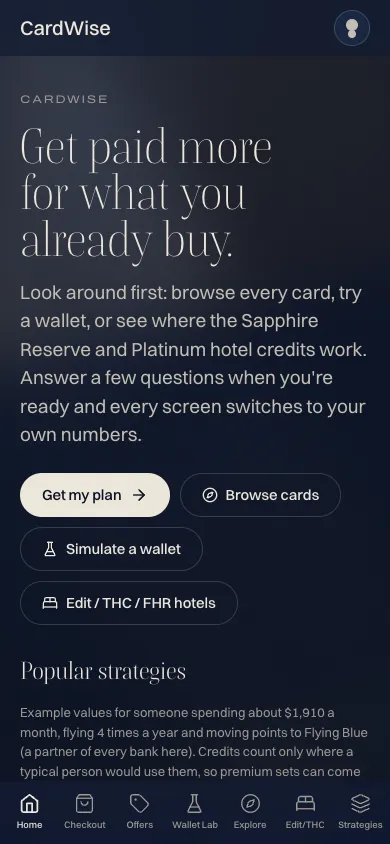 CardWise
CARDWISE
Get paid more
for what you
already buy.
Look around first: browse every card, try
a wallet, or see where the Sapphire
Reserve and Platinum hotel credits work.
Answer a few questions when you're
ready and every screen switches to your
own numbers.
Get my plan
Browse cards
Simulate a wallet
Edit / THC / FHR hotels
Popular strategies
Example values for someone spending about $1,910 a
month, flying 4 times a year and moving points to Flying Blue
(a partner of every bank here). Credits count only where a
typical person would use them, so premium sets can come
Home
Checkout
Offers
Wallet Lab
Explore
Edit/THC
Strategies